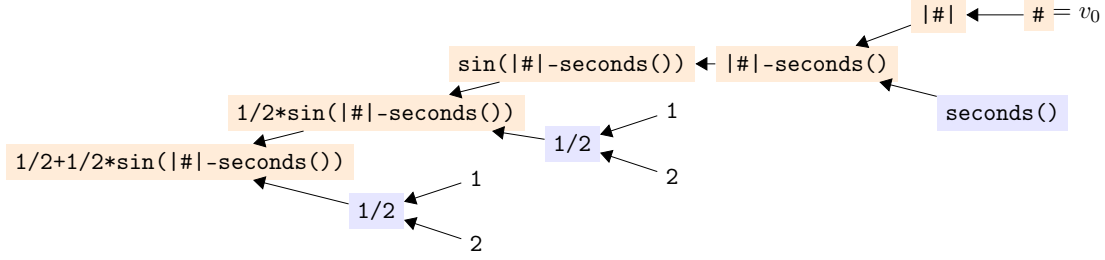 |#| # = v₀
sin(|#|-seconds()) |#|-seconds()
1/2*sin(|#|-seconds()) 1 seconds()
1/2
1/2+1/2*sin(|#|-seconds())
1 2
1/2
2